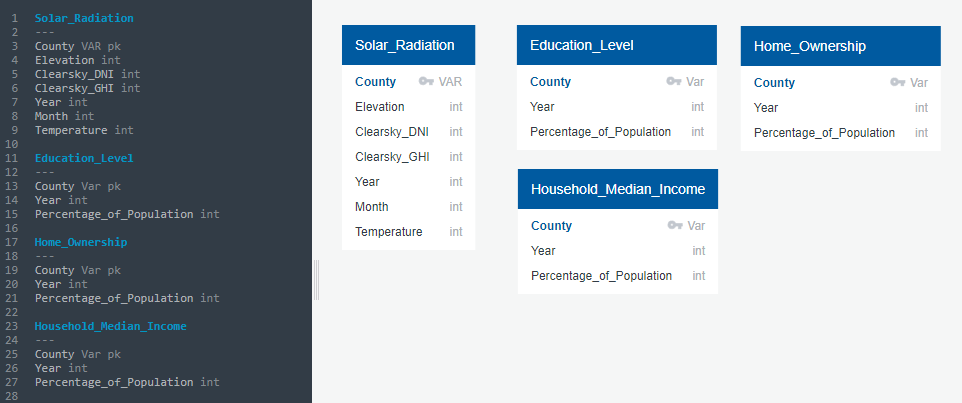 1 Solar_Radiation
2 ---
3 County VAR pk
4 Elevation int
5 Clearsky_DNI int
6 Clearsky_GHI int
7 Year int
8 Month int
9 Temperature int
10
11 Education_Level
12 ---
13 County Var pk
14 Year int
15 Percentage_of_Population int
16
17 Home_Ownership
18 ---
19 County Var pk
20 Year int
21 Percentage_of_Population int
22
23 Household_Median_Income
24 ---
25 County Var pk
26 Year int
27 Percentage_of_Population int
28
Solar_Radiation
County VAR
Elevation int
Clearsky_DNI int
Clearsky_GHI int
Year int
Month int
Temperature int
Education_Level
County Var
Year int
Percentage_of_Population int
Home_Ownership
County Var
Year int
Percentage_of_Population int
Household_Median_Income
County Var
Year int
Percentage_of_Population int